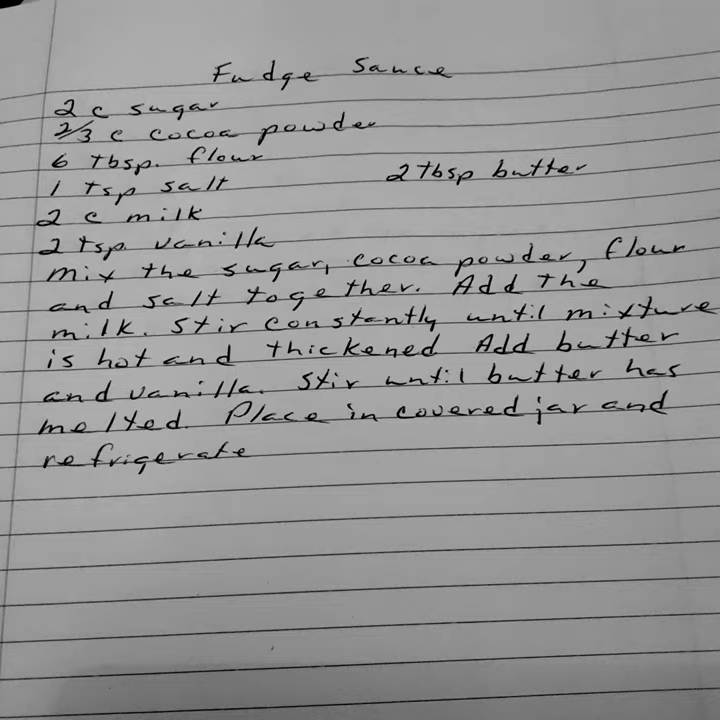 Fudge Sauce
2 c sugar
2/3 c cocoa powder
6 Tbsp. flour
1 tsp salt
2 tbsp butter
2 c milk
2 tsp. vanilla
mix the sugar, cocoa powder, flour
and salt together. Add the
milk. Stir constantly until mixture
is hot and thickened Add butter
and vanilla. Stir until butter has
melted. Place in covered jar and
refrigerate